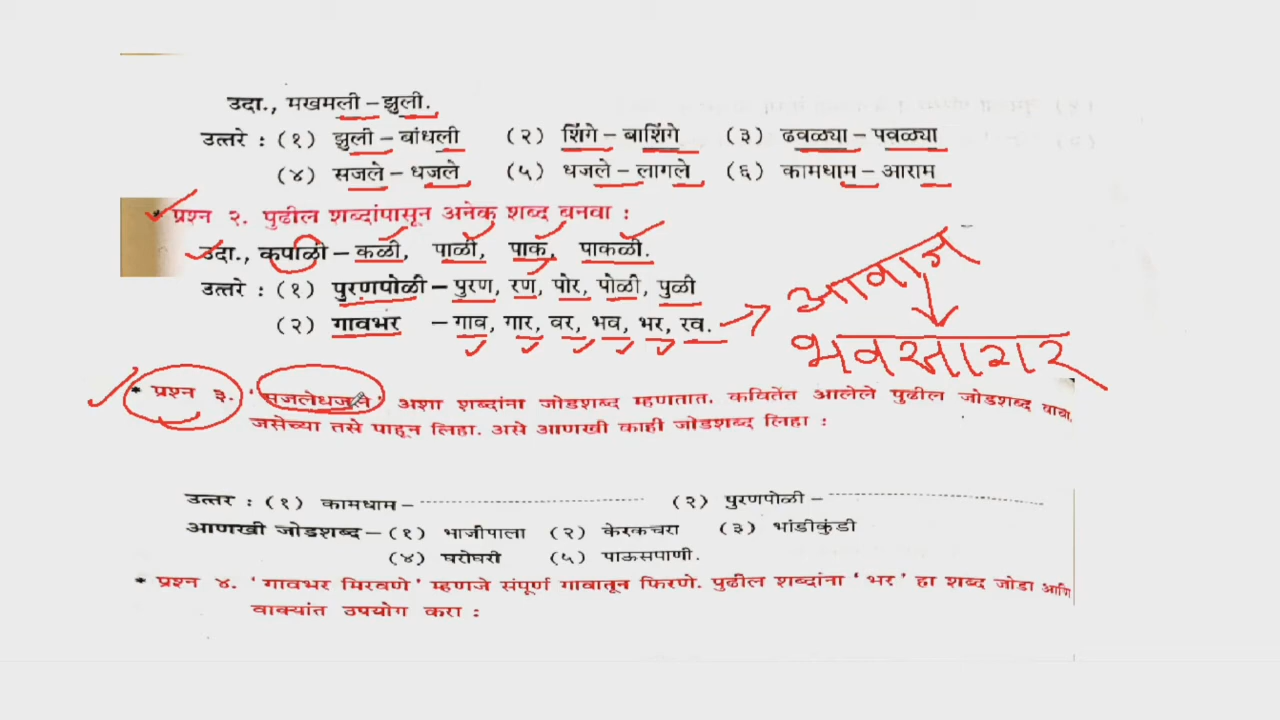 उदा., मखमली – झुली.
उत्तरे : (१) झुली – बांधली (२) शिंगे – बाशिंगे (३) ढवळ्या – पवळ्या
(४) सजले – धजले (५) धजले – लागले (६) कामधाम – आराम
* प्रश्न २. पुढील शब्दांपासून अनेक शब्द बनवा :
उदा., कपाळी – कळी, पाळी, पाक, पाकळी.
उत्तरे : (१) पुरणपोळी – पुरण, रण, पोर, पोळी, पुळी
(२) गावभर – गाव, गार, वर, भव, भर, रव.
आवाज
भवसागर
* प्रश्न ३. 'सजलेधजले' अशा शब्दांना जोडशब्द म्हणतात. कवितेत आलेले पुढील जोडशब्द वाचा,
जसेच्या तसे पाहून लिहा. असे आणखी काही जोडशब्द लिहा :
उत्तर : (१) कामधाम – .................... (२) पुरणपोळी – ....................
आणखी जोडशब्द – (१) भाजीपाला (२) केरकचरा (३) भांडीकुंडी
(४) घरोघरी (५) पाऊसपाणी.
* प्रश्न ४. 'गावभर मिरवणे' म्हणजे संपूर्ण गावातून फिरणे. पुढील शब्दांना 'भर' हा शब्द जोडा आणि
वाक्यांत उपयोग करा :